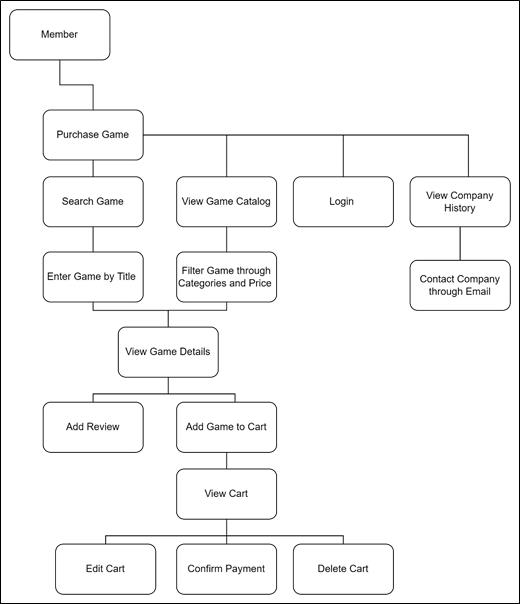 Member
Purchase Game
Search Game
View Game Catalog
Login
View Company
History
Enter Game by Title
Filter Game through
Categories and Price
Contact Company
through Email
View Game Details
Add Review
Add Game to Cart
View Cart
Edit Cart
Confirm Payment
Delete Cart